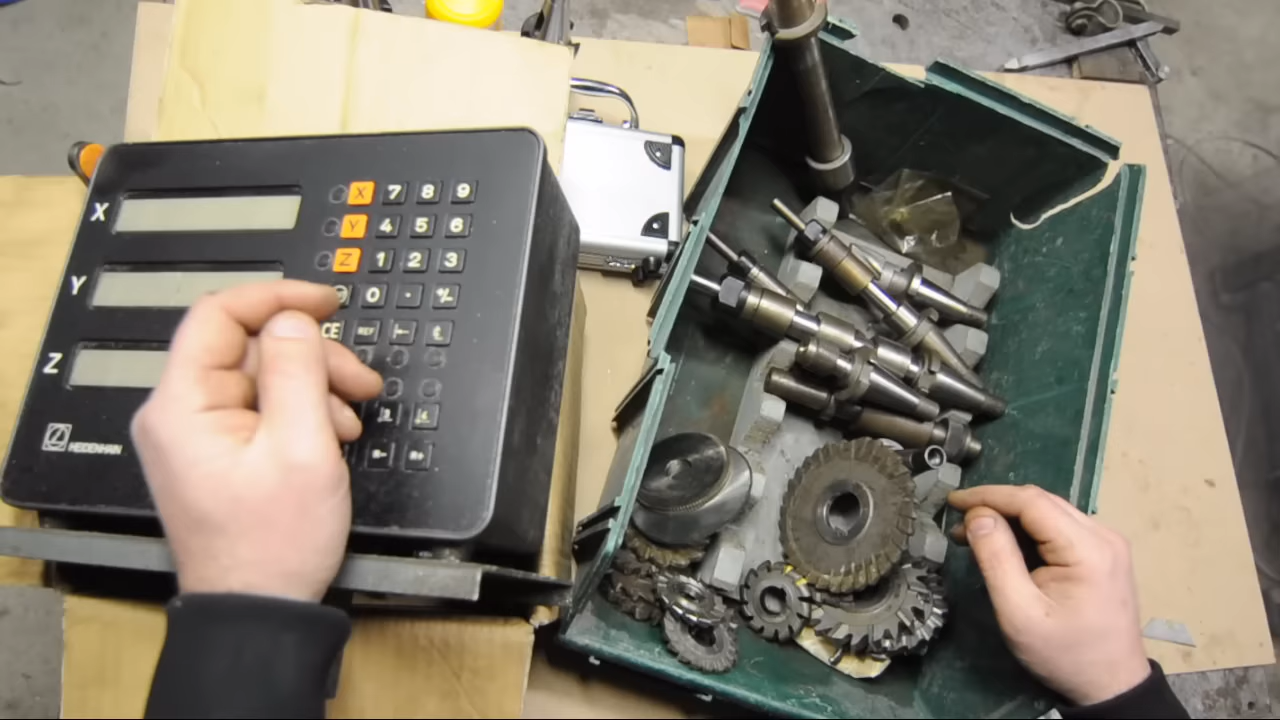 X X 7 8 9
Y Y 4 5 6
Z Z 1 2 3
0 . +/-
CE REF
HEIDENHAIN